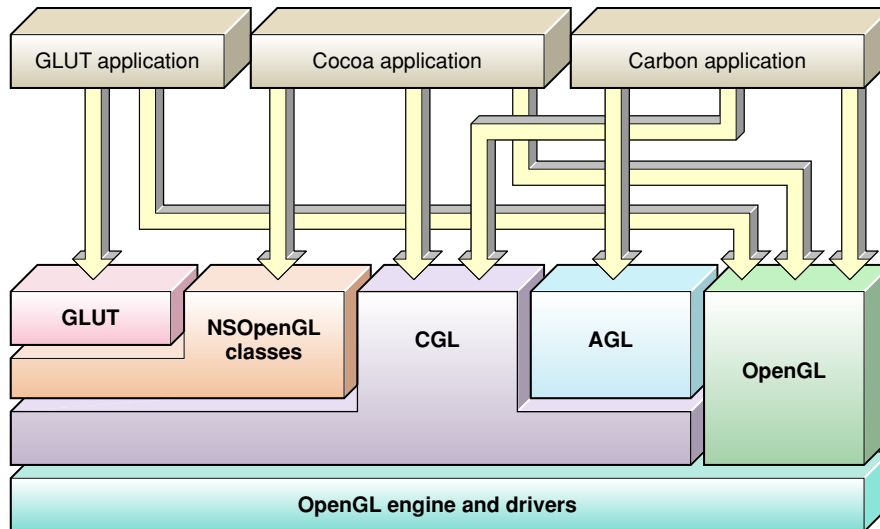 GLUT application
Cocoa application
Carbon application
GLUT
NSOpenGL
classes
CGL
AGL
OpenGL
OpenGL engine and drivers